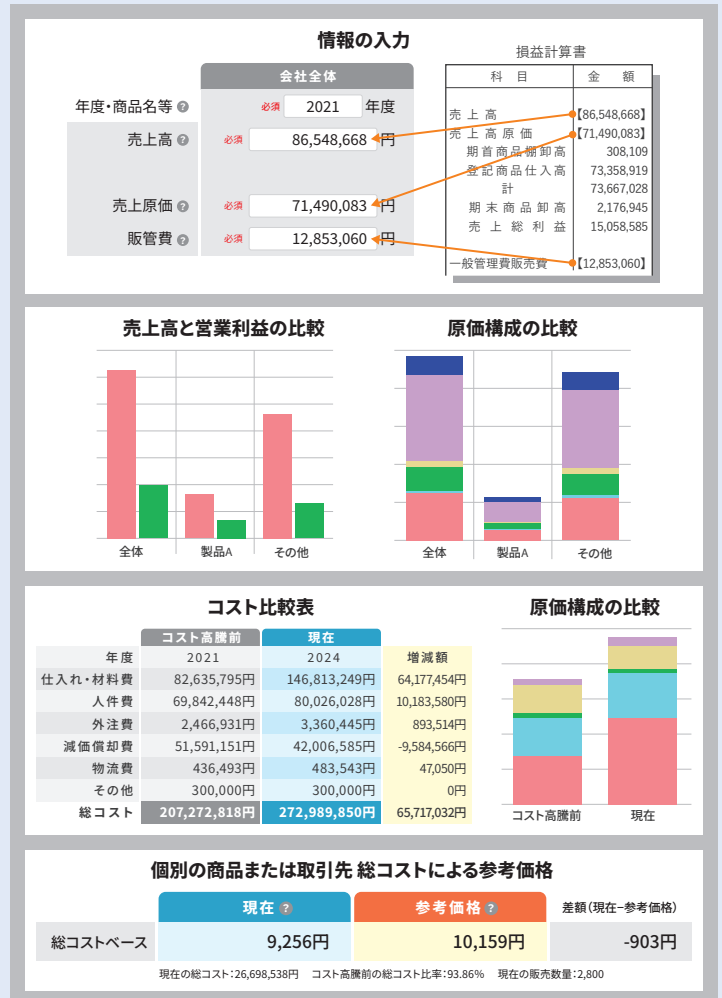 情報の入力
会社全体
年度・商品名等 ? 必須 2021 年度
売上高 ? 必須 86,548,668 円
売上原価 ? 必須 71,490,083 円
販管費 ? 必須 12,853,060 円
損益計算書
科　目 金　額
売上高 【86,548,668】
売上高原価 【71,490,083】
期首商品棚卸高 308,109
登記商品仕入高 73,358,919
計 73,667,028
期末商品卸高 2,176,945
売上総利益 15,058,585
一般管理費販売費 【12,853,060】
売上高と営業利益の比較
全体 製品A その他
原価構成の比較
全体 製品A その他
コスト比較表
コスト高騰前 現在
年度 2021 2024 増減額
仕入れ・材料費 82,635,795円 146,813,249円 64,177,454円
人件費 69,842,448円 80,026,028円 10,183,580円
外注費 2,466,931円 3,360,445円 893,514円
減価償却費 51,591,151円 42,006,585円 -9,584,566円
物流費 436,493円 483,543円 47,050円
その他 300,000円 300,000円 0円
総コスト 207,272,818円 272,989,850円 65,717,032円
原価構成の比較
コスト高騰前 現在
個別の商品または取引先 総コストによる参考価格
現在 ? 参考価格 ? 差額(現在−参考価格)
総コストベース 9,256円 10,159円 -903円
現在の総コスト:26,698,538円 コスト高騰前の総コスト比率:93.86% 現在の販売数量:2,800